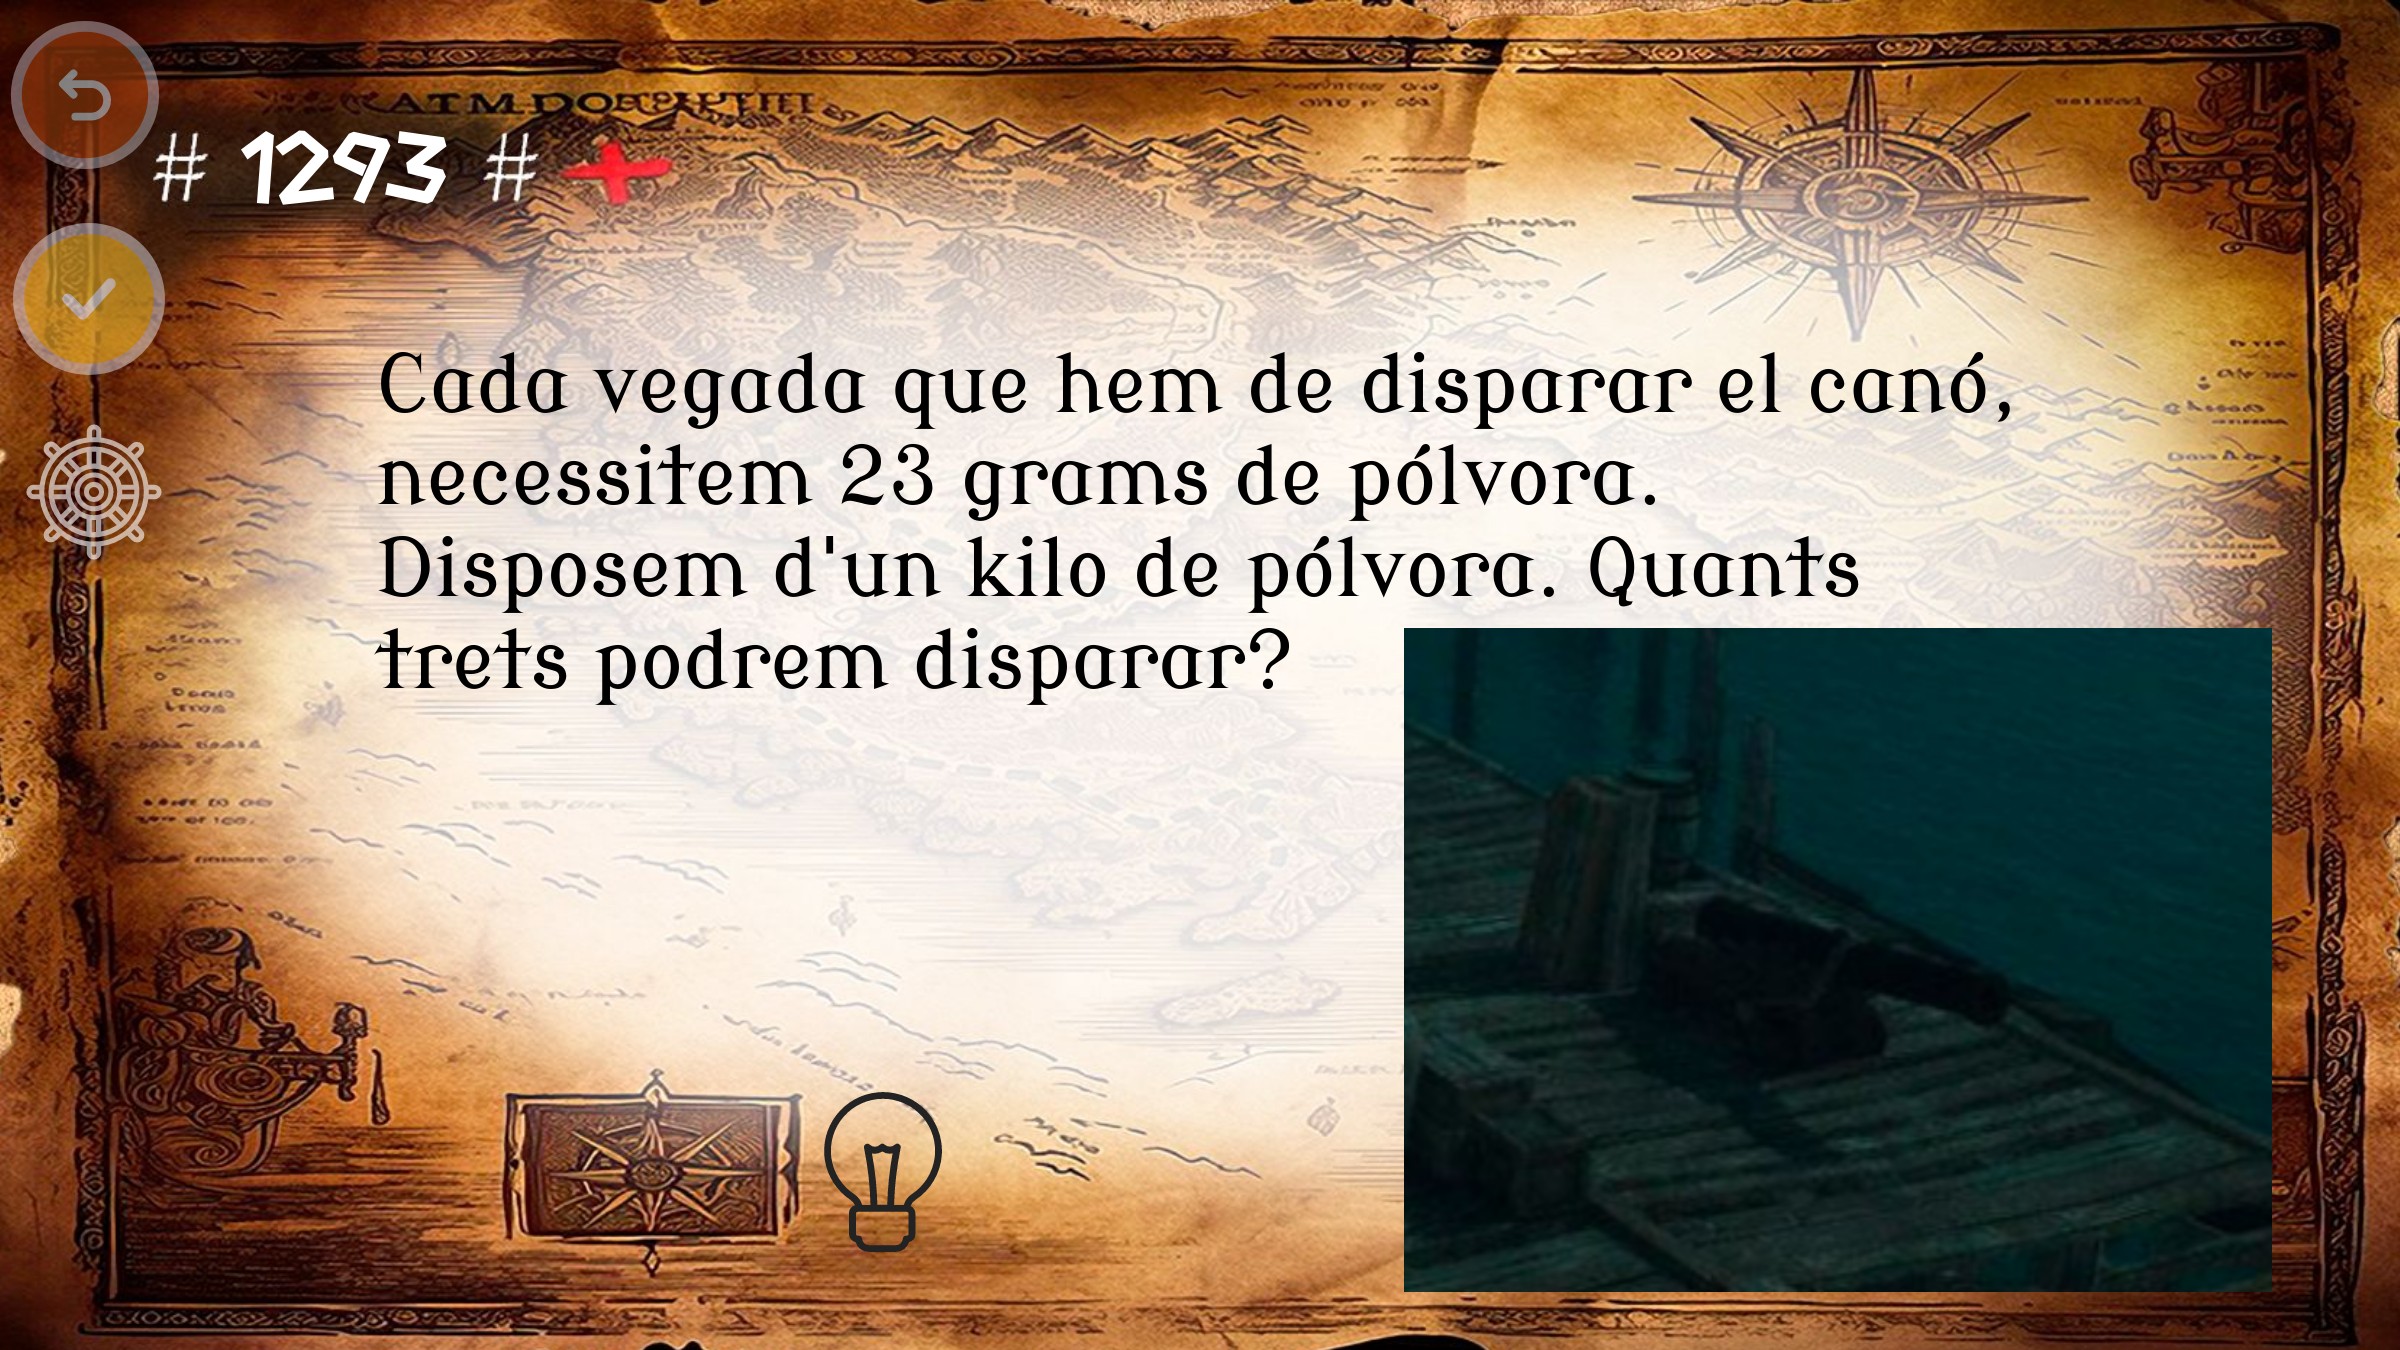 # 1293 #
Cada vegada que hem de disparar el canó,
necessitem 23 grams de pólvora.
Disposem d'un kilo de pólvora. Quants
trets podrem disparar?